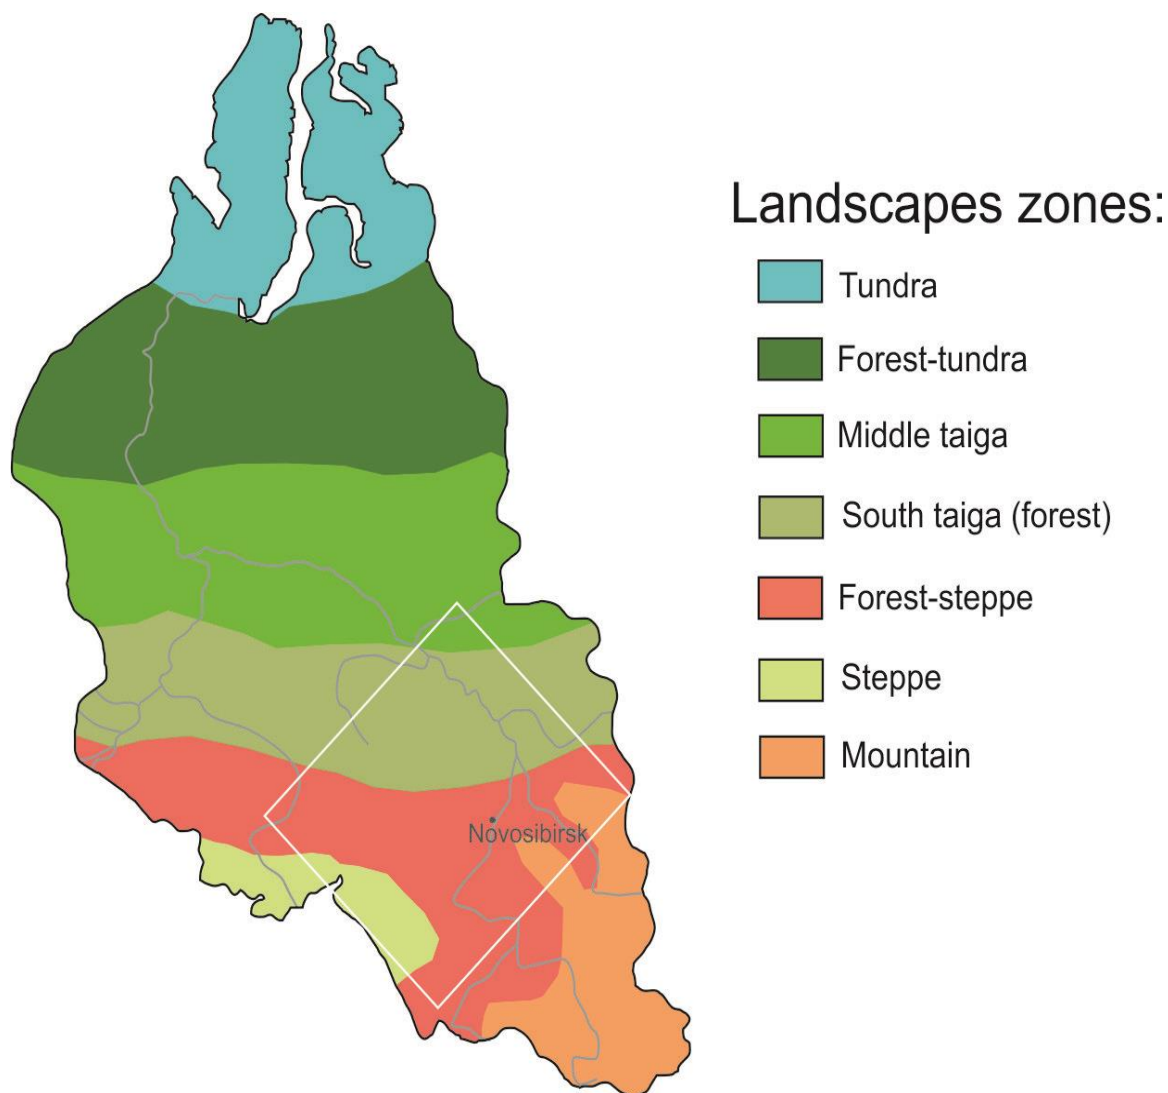 Landscapes zones:
Tundra
Forest-tundra
Middle taiga
South taiga (forest)
Forest-steppe
Steppe
Mountain
Novosibirsk